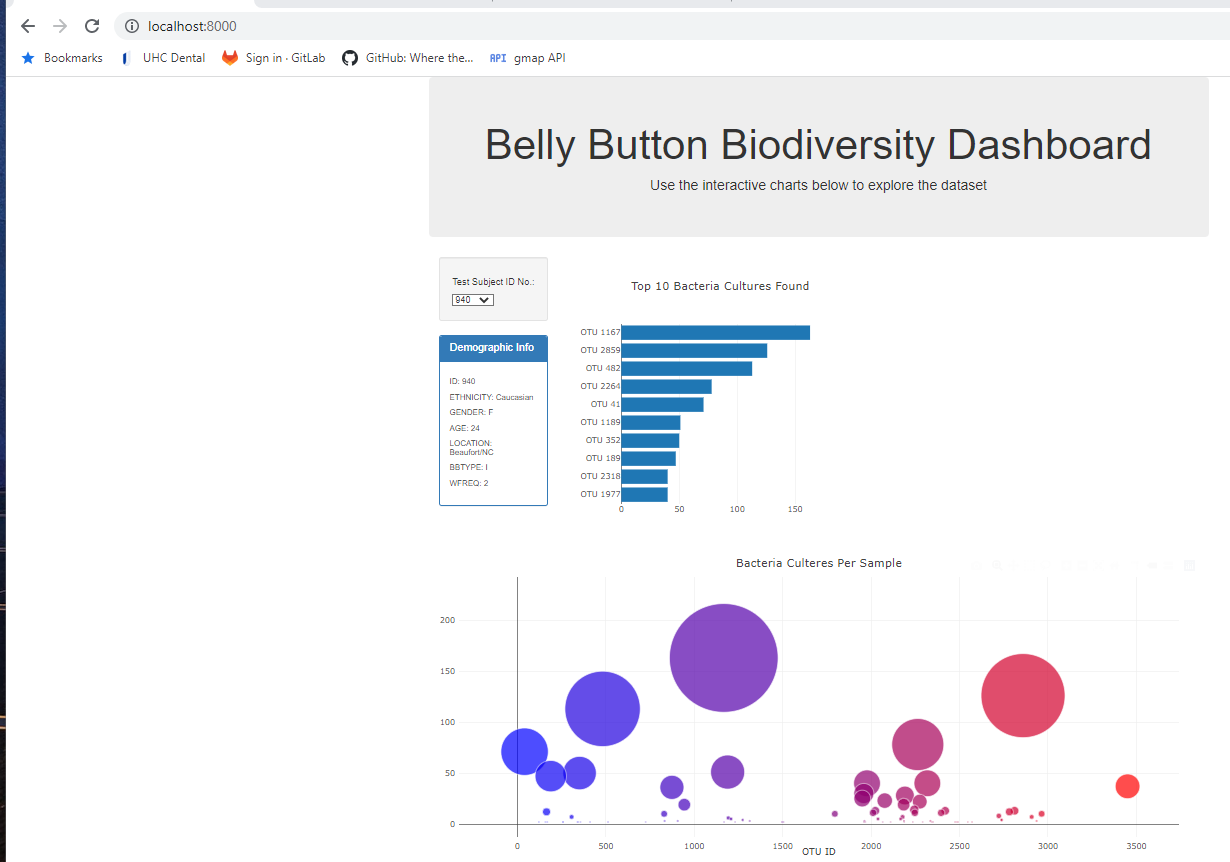 localhost:8000
Bookmarks UHC Dental Sign in · GitLab GitHub: Where the... API gmap API
Belly Button Biodiversity Dashboard
Use the interactive charts below to explore the dataset
Test Subject ID No.:
940
Demographic Info
ID: 940
ETHNICITY: Caucasian
GENDER: F
AGE: 24
LOCATION:
Beaufort/NC
BBTYPE: I
WFREQ: 2
Top 10 Bacteria Cultures Found
OTU 1167
OTU 2859
OTU 482
OTU 2264
OTU 41
OTU 1189
OTU 352
OTU 189
OTU 2318
OTU 1977
0 50 100 150
Bacteria Culteres Per Sample
200
150
100
50
0
0 500 1000 1500 2000 2500 3000 3500
OTU ID